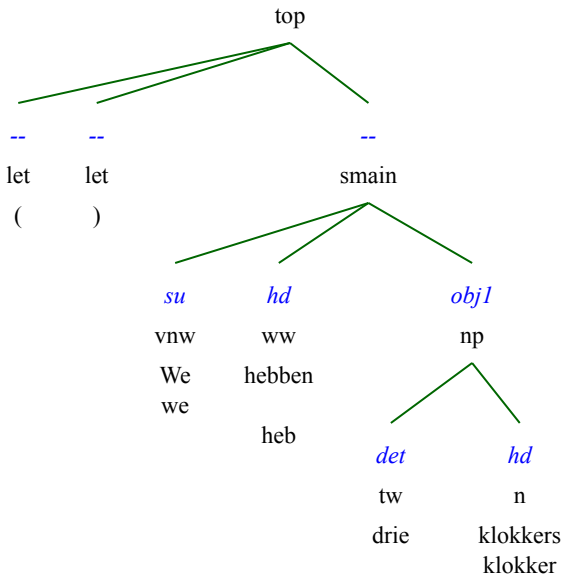 top
-- -- --
let let smain
( )
su hd obj1
vnw ww np
We hebben
we
heb
det hd
tw n
drie klokkers
klokker